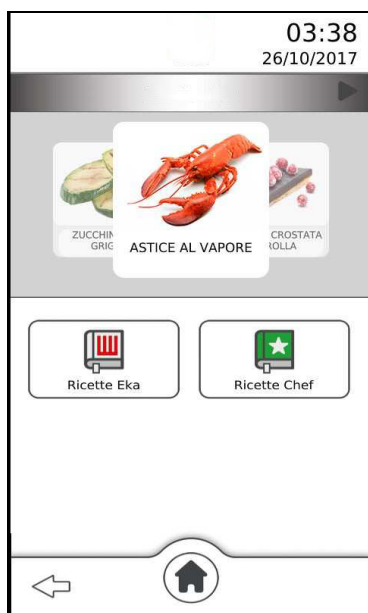 03:38
26/10/2017
ZUCCHIN
GRIG
ASTICE AL VAPORE
CROSTATA
ROLLA
Ricette Eka
Ricette Chef